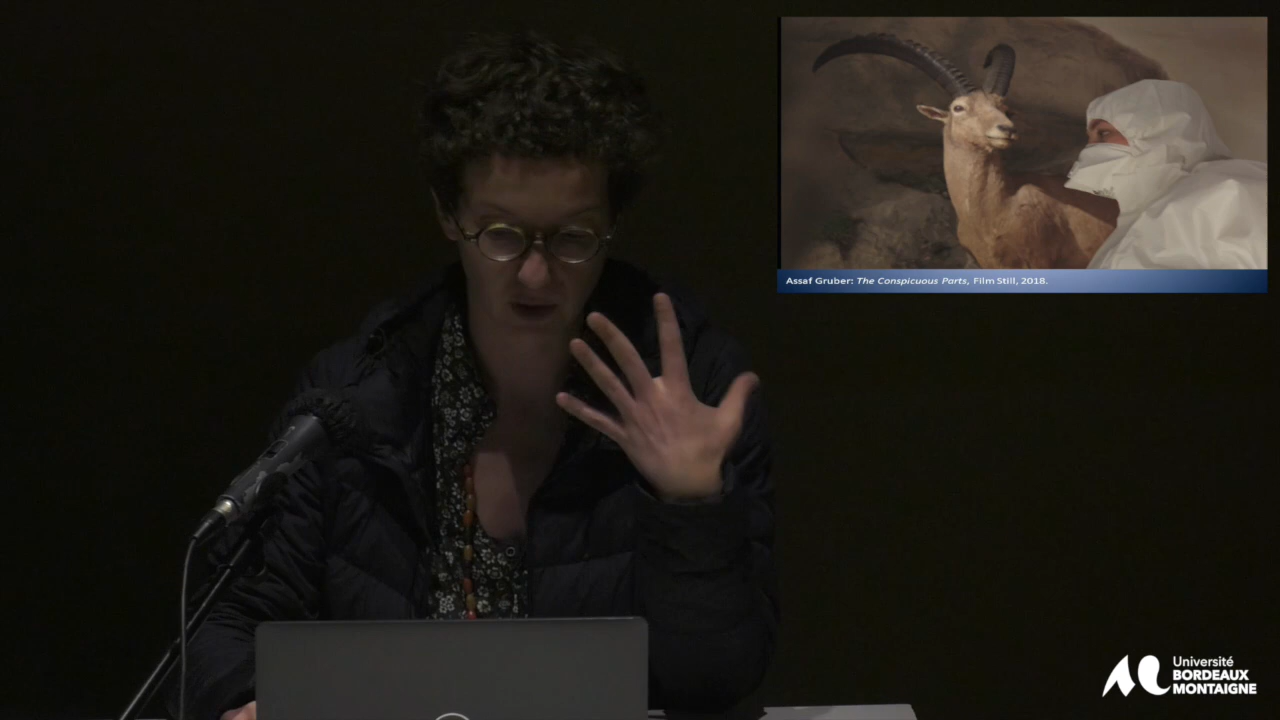 Assaf Gruber: The Conspicuous Parts, Film Still, 2018.
Université
BORDEAUX
MONTAIGNE